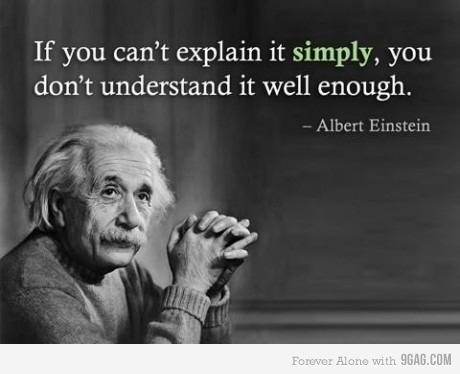 If you can't explain it simply, you
don't understand it well enough.
– Albert Einstein
Forever Alone with 9GAG.COM